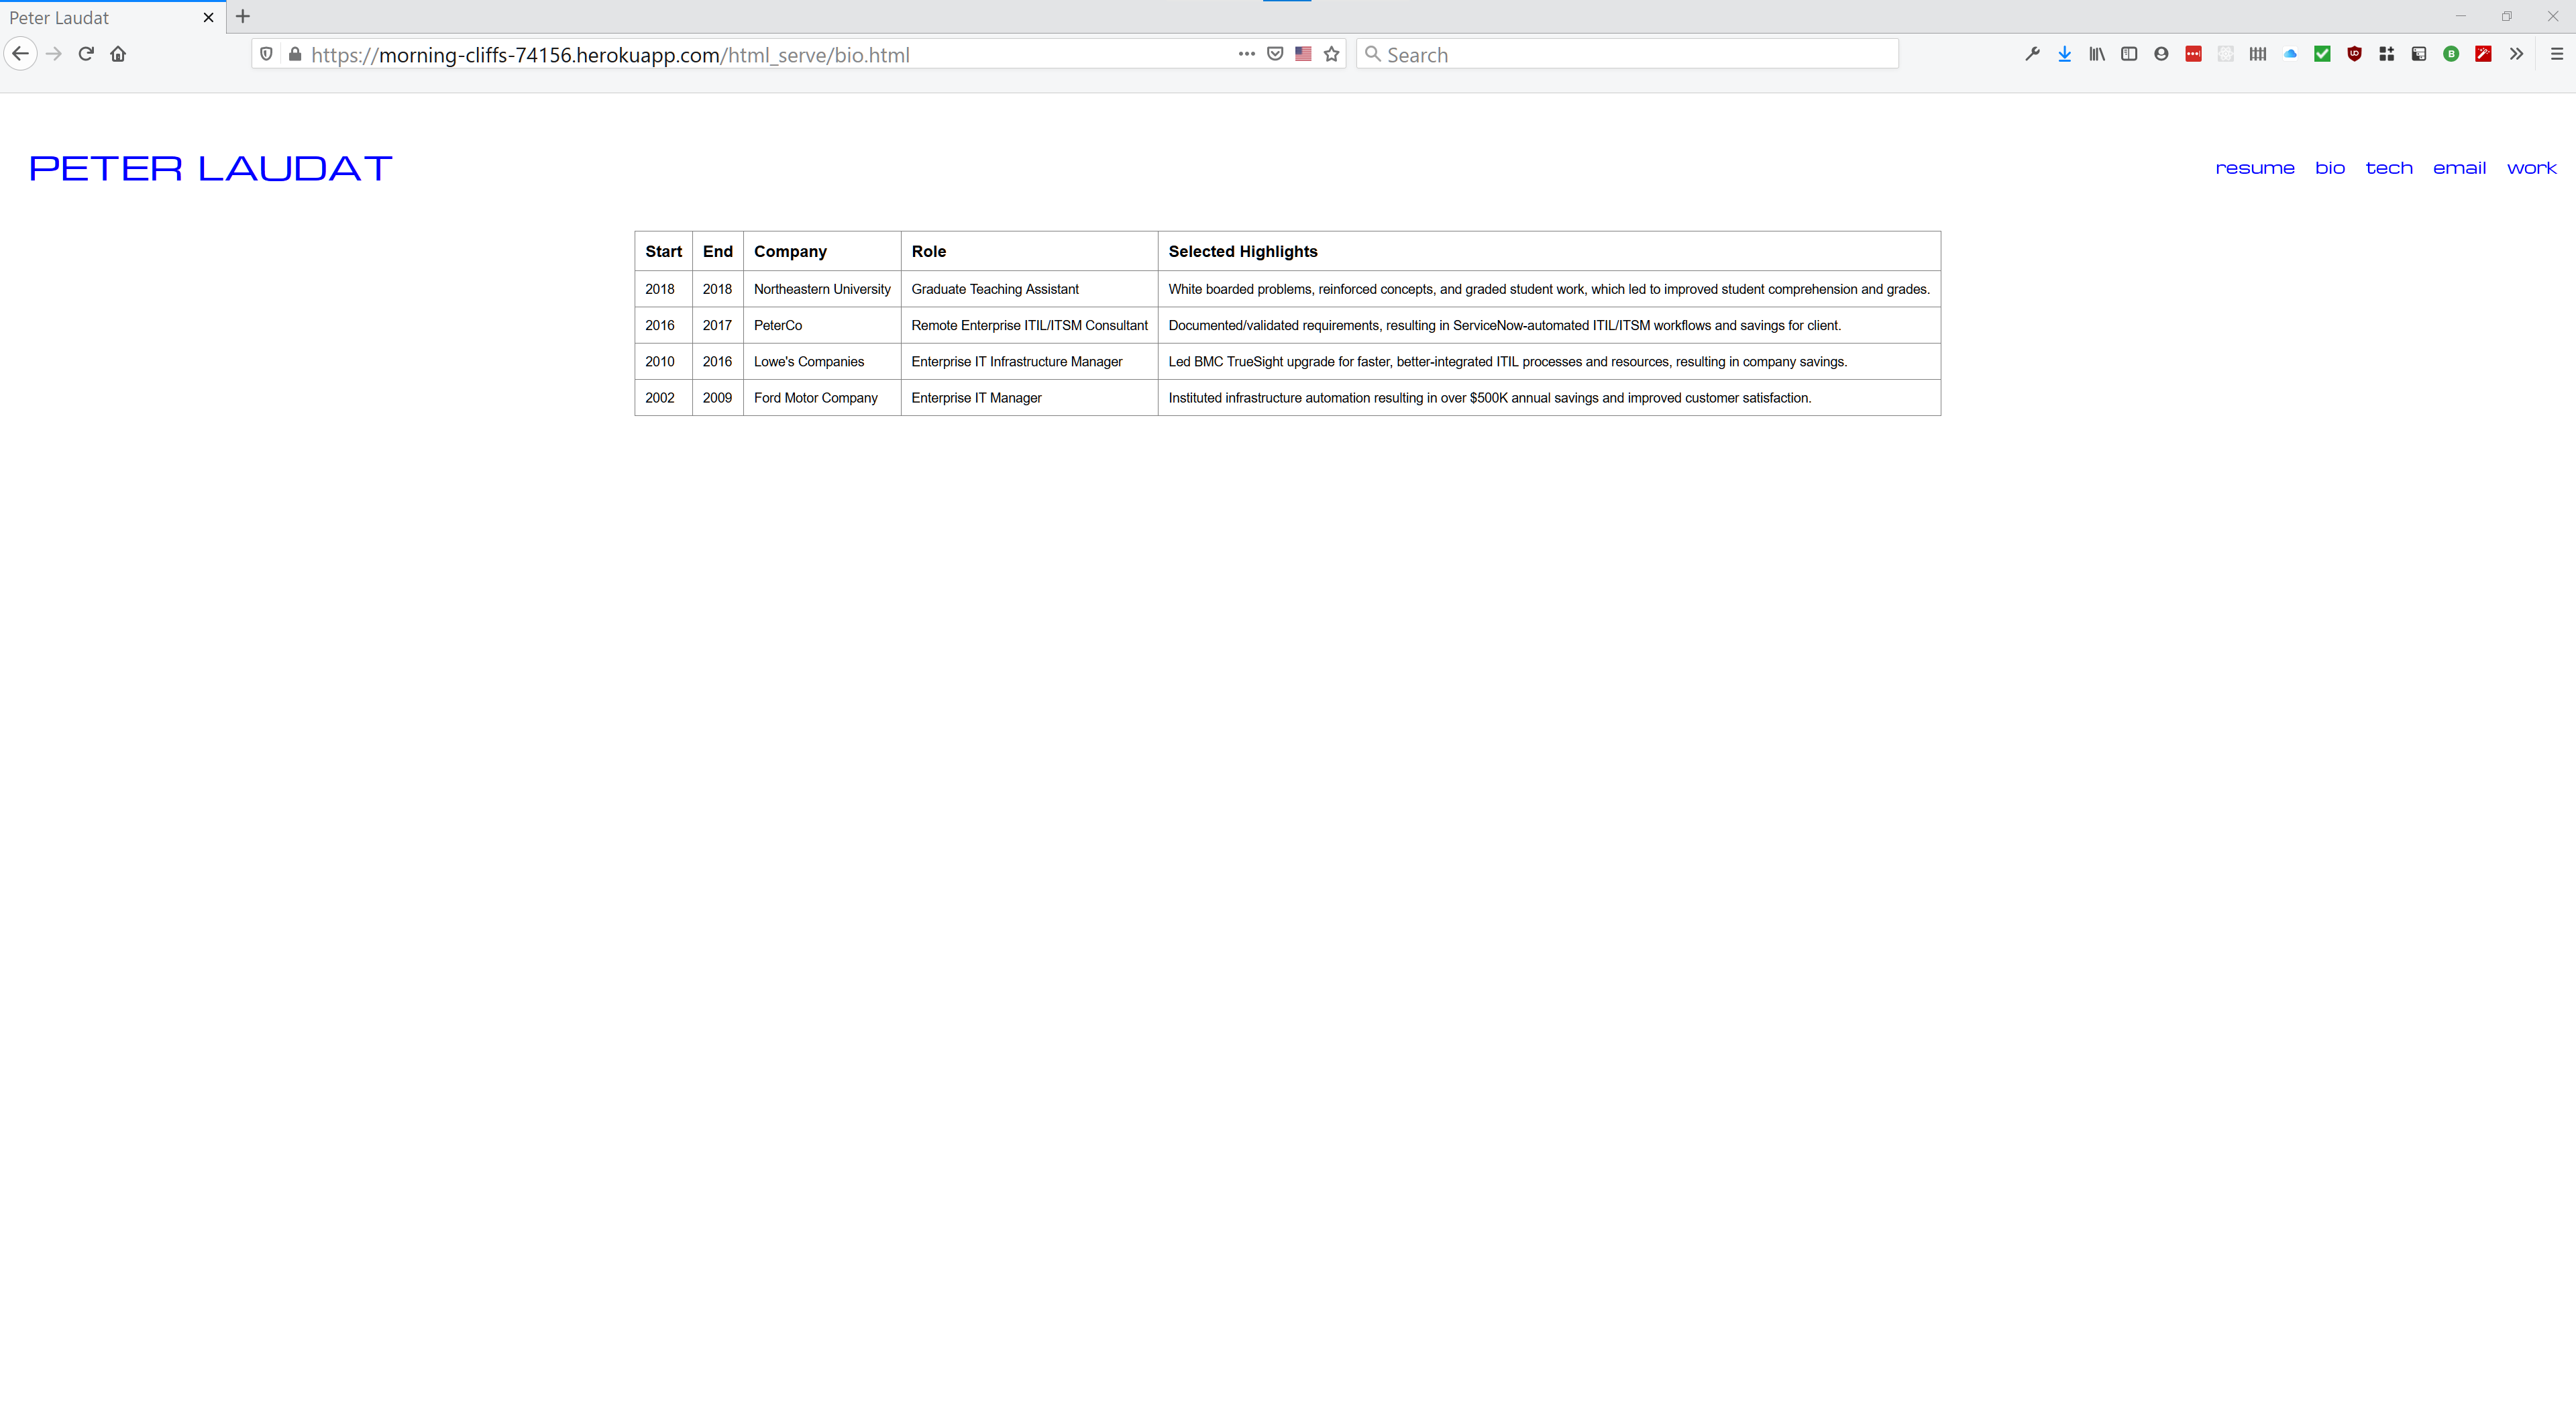 Peter Laudat
https://morning-cliffs-74156.herokuapp.com/html_serve/bio.html
Search
PETER LAUDAT
resume bio tech email work
Start End Company Role Selected Highlights
2018 2018 Northeastern University Graduate Teaching Assistant White boarded problems, reinforced concepts, and graded student work, which led to improved student comprehension and grades.
2016 2017 PeterCo Remote Enterprise ITIL/ITSM Consultant Documented/validated requirements, resulting in ServiceNow-automated ITIL/ITSM workflows and savings for client.
2010 2016 Lowe's Companies Enterprise IT Infrastructure Manager Led BMC TrueSight upgrade for faster, better-integrated ITIL processes and resources, resulting in company savings.
2002 2009 Ford Motor Company Enterprise IT Manager Instituted infrastructure automation resulting in over $500K annual savings and improved customer satisfaction.